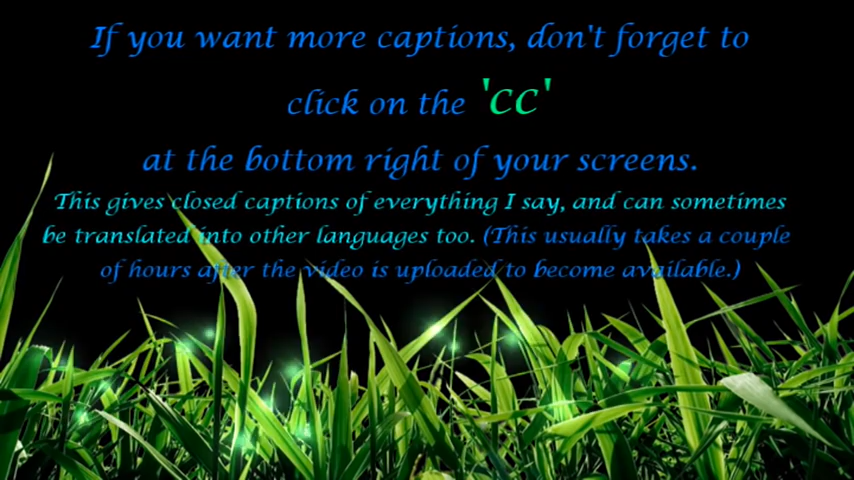 If you want more captions, don't forget to
click on the 'cc'
at the bottom right of your screens.
This gives closed captions of everything I say, and can sometimes
be translated into other languages too. (This usually takes a couple
of hours after the video is uploaded to become available.)